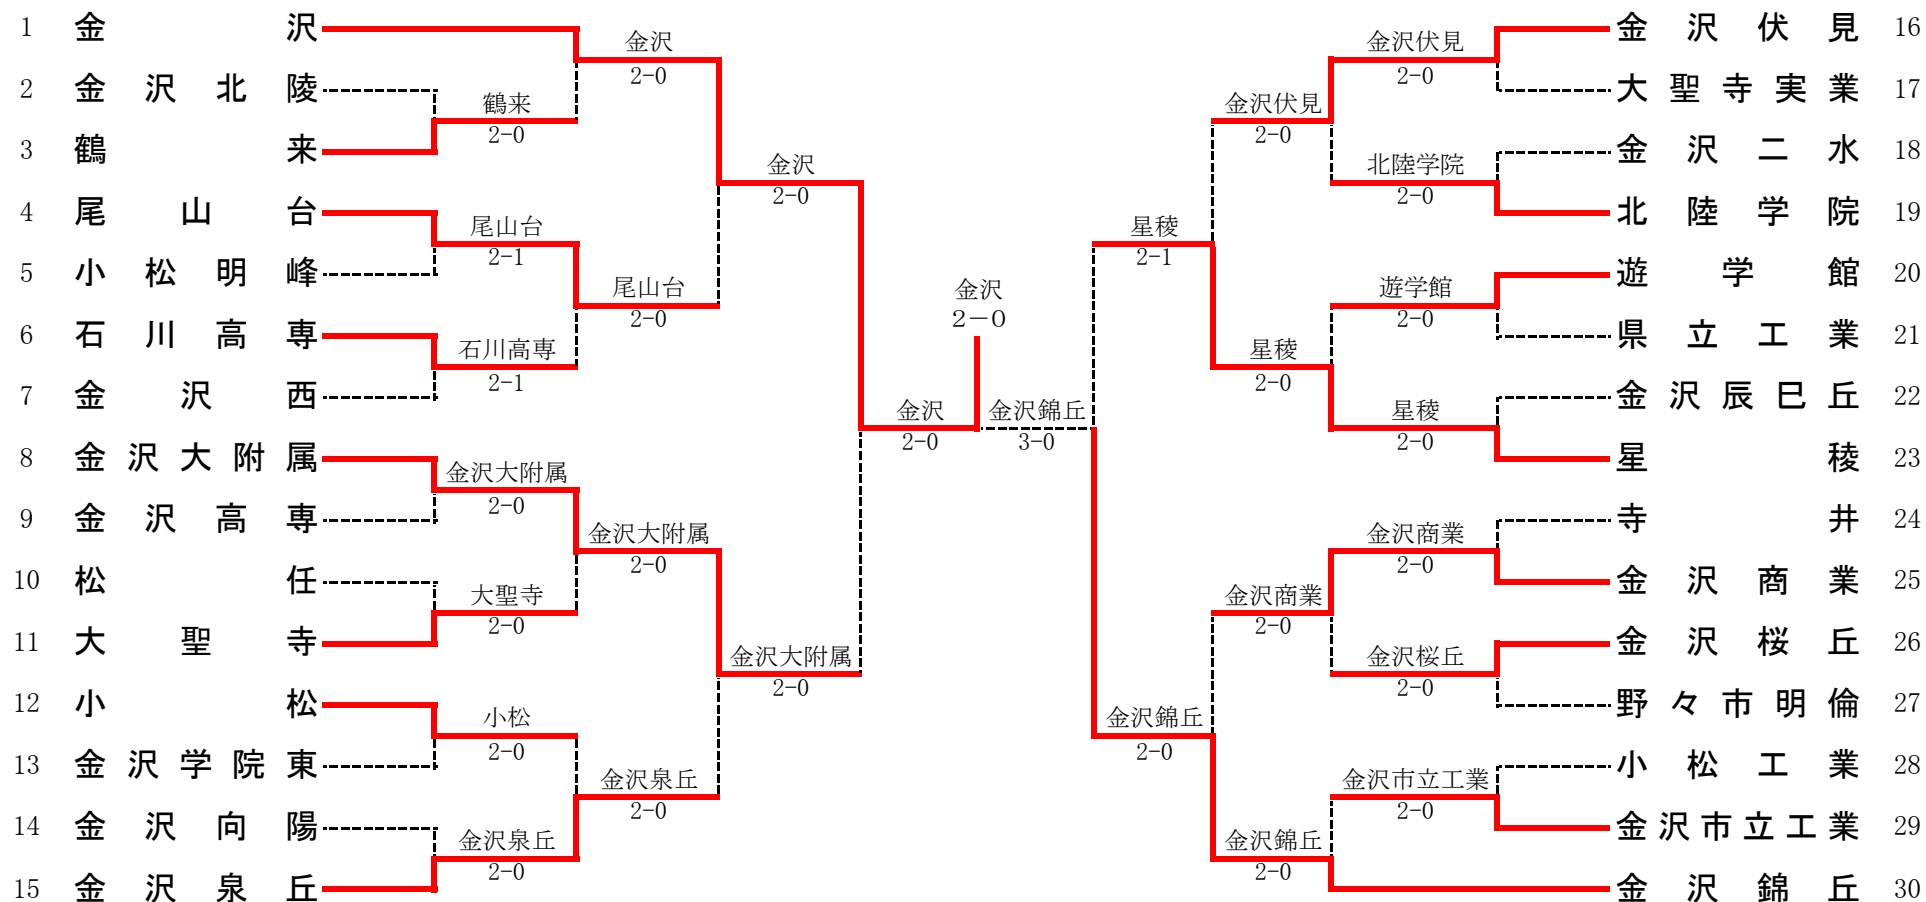 1 金沢
2 金沢北陵
3 鶴来
4 尾山台
5 小松明峰
6 石川高専
7 金沢西
8 金沢大附属
9 金沢高専
10 松任
11 大聖寺
12 小松
13 金沢学院東
14 金沢向陽
15 金沢泉丘
鶴来
2-0
尾山台
2-1
石川高専
2-1
金沢大附属
2-0
大聖寺
2-0
小松
2-0
金沢泉丘
2-0
金沢
2-0
尾山台
2-0
金沢大附属
2-0
金沢泉丘
2-0
金沢
2-0
金沢大附属
2-0
金沢
2-0
金沢
2－0
金沢錦丘
3-0
星稜
2-1
金沢錦丘
2-0
金沢伏見
2-0
星稜
2-0
金沢商業
2-0
金沢錦丘
2-0
金沢伏見
2-0
北陸学院
2-0
遊学館
2-0
星稜
2-0
金沢商業
2-0
金沢桜丘
2-0
金沢市立工業
2-0
金沢伏見 16
大聖寺実業 17
金沢二水 18
北陸学院 19
遊学館 20
県立工業 21
金沢辰巳丘 22
星稜 23
寺井 24
金沢商業 25
金沢桜丘 26
野々市明倫 27
小松工業 28
金沢市立工業 29
金沢錦丘 30